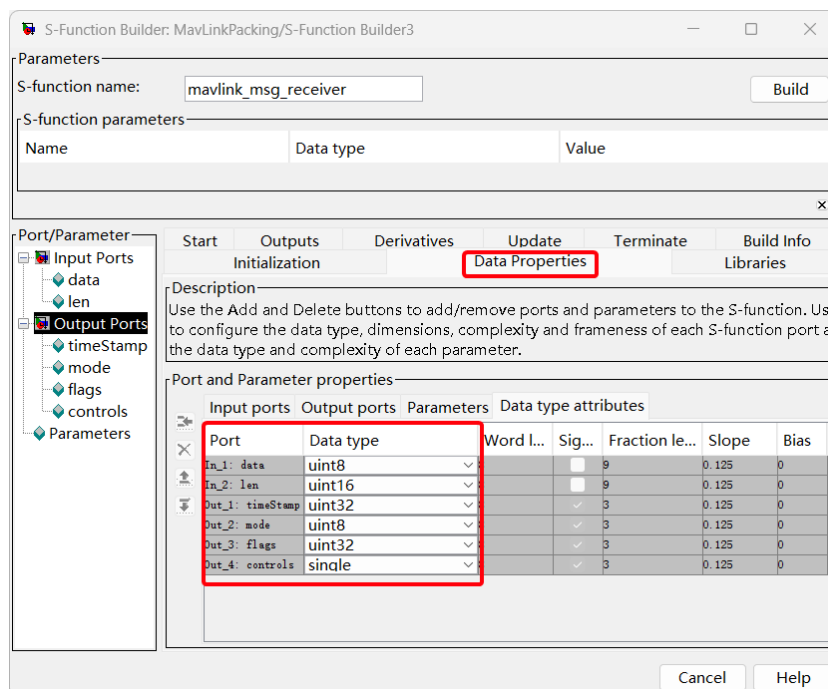 S-Function Builder: MavLinkPacking/S-Function Builder3
Parameters
S-function name: mavlink_msg_receiver Build
S-function parameters
Name Data type Value
Port/Parameter
Input Ports
data
len
Output Ports
timeStamp
mode
flags
controls
Parameters
Start Outputs Derivatives Update Terminate Build Info
Initialization Data Properties Libraries
Description
Use the Add and Delete buttons to add/remove ports and parameters to the S-function. Us
to configure the data type, dimensions, complexity and frameness of each S-function port a
the data type and complexity of each parameter.
Port and Parameter properties
Input ports Output ports Parameters Data type attributes
Port Data type Word l... Sig... Fraction le... Slope Bias
In_1: data uint8 9 0.125 0
In_2: len uint16 9 0.125 0
Out_1: timeStamp uint32 3 0.125 0
Out_2: mode uint8 3 0.125 0
Out_3: flags uint32 3 0.125 0
Out_4: controls single 3 0.125 0
Cancel Help